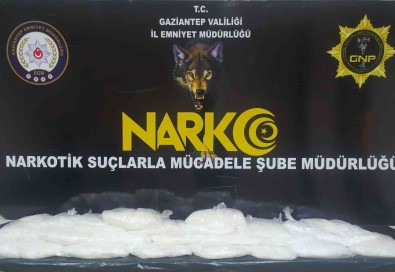 T.C.
GAZİANTEP VALİLİĞİ
İL EMNİYET MÜDÜRLÜĞÜ
GNP
NARKO
NARKOTİK SUÇLARLA MÜCADELE ŞUBE MÜDÜRLÜĞÜ